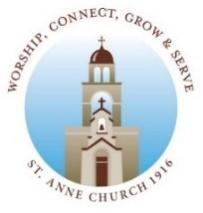 WORSHIP, CONNECT, GROW & SERVE
ST. ANNE CHURCH 1916